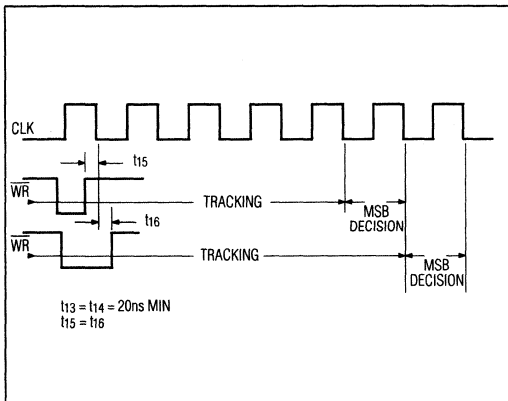 CLK
t15
WR
TRACKING
MSB
DECISION
t16
WR
TRACKING
MSB
DECISION
t13 = t14 = 20ns MIN
t15 = t16